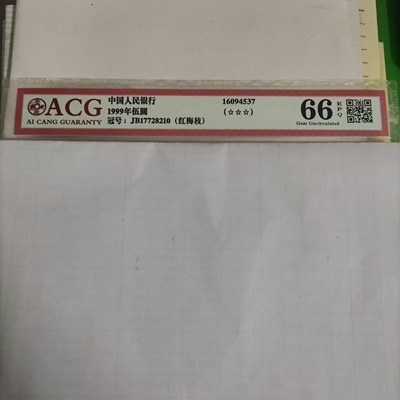 ACG
AI CANG GUARANTY
中国人民银行
1999年伍圆
冠号: JB17728210 (红梅枝)
16094537
(☆☆☆)
66
EPQ
Gem Uncirculated